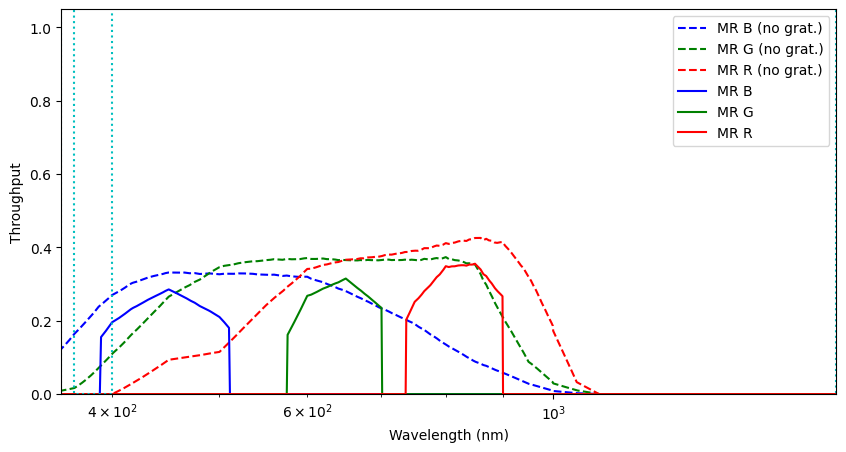 1.0
0.8
0.6
0.4
0.2
0.0
Throughput
MR B (no grat.)
MR G (no grat.)
MR R (no grat.)
MR B
MR G
MR R
4 × 10²
6 × 10²
10³
Wavelength (nm)